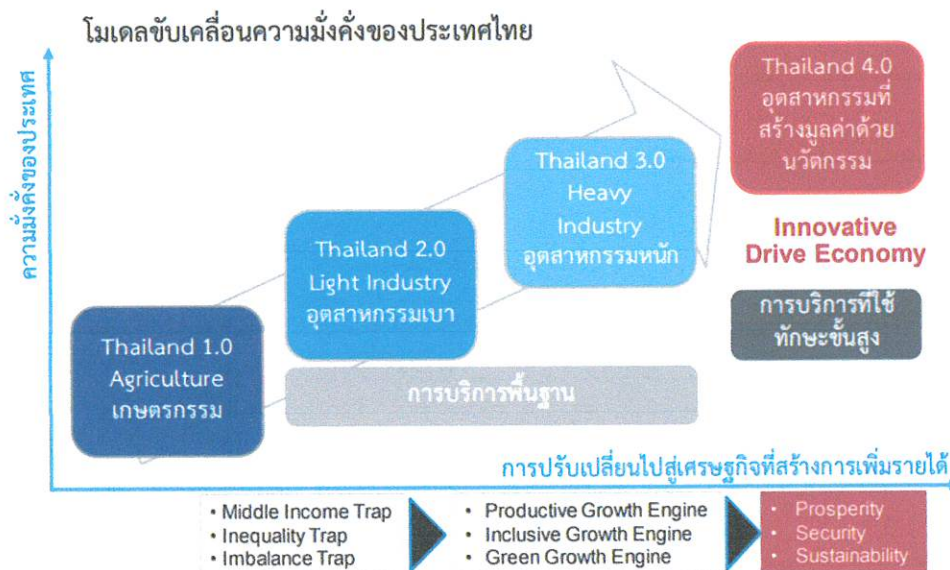 โมเดลขับเคลื่อนความมั่งคั่งของประเทศไทย
ความมั่งคั่งของประเทศ
Thailand 1.0
Agriculture
เกษตรกรรม
Thailand 2.0
Light Industry
อุตสาหกรรมเบา
Thailand 3.0
Heavy
Industry
อุตสาหกรรมหนัก
Thailand 4.0
อุตสาหกรรมที่
สร้างมูลค่าด้วย
นวัตกรรม
Innovative
Drive Economy
การบริการที่ใช้
ทักษะขั้นสูง
การบริการพื้นฐาน
การปรับเปลี่ยนไปสู่เศรษฐกิจที่สร้างการเพิ่มรายได้
• Middle Income Trap
• Inequality Trap
• Imbalance Trap
• Productive Growth Engine
• Inclusive Growth Engine
• Green Growth Engine
• Prosperity
• Security
• Sustainability